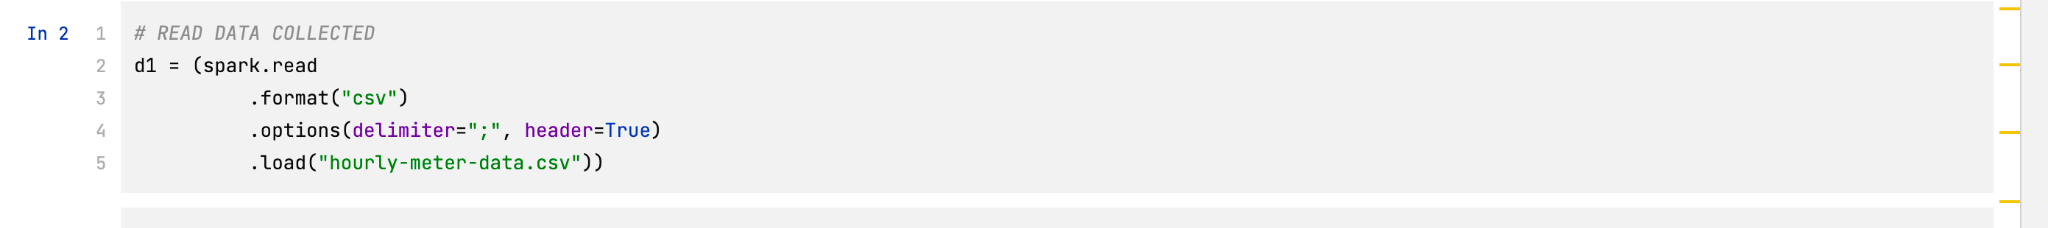 In 2 1 # READ DATA COLLECTED
2 d1 = (spark.read
3 .format("csv")
4 .options(delimiter=";", header=True)
5 .load("hourly-meter-data.csv"))